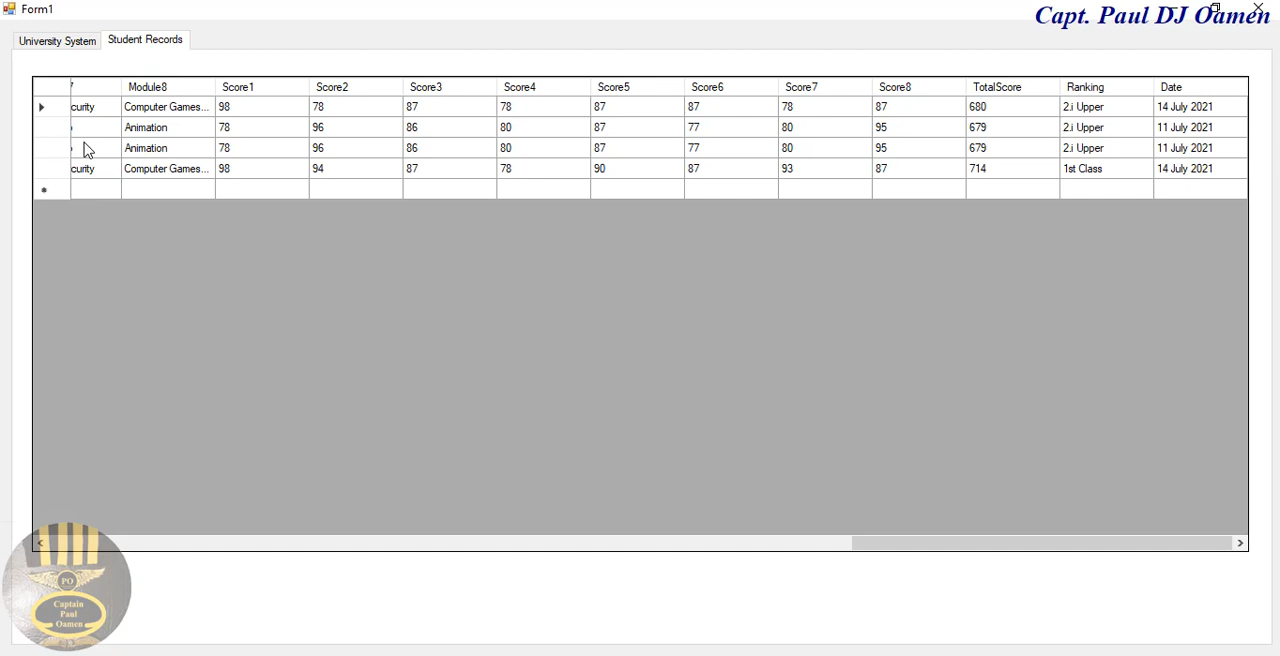 Form1
Capt. Paul DJ Oamen
University System Student Records
Module8 Score1 Score2 Score3 Score4 Score5 Score6 Score7 Score8 TotalScore Ranking Date
curity Computer Games... 98 78 87 78 87 87 78 87 680 2.i Upper 14 July 2021
Animation 78 96 86 80 87 77 80 95 679 2.i Upper 11 July 2021
Animation 78 96 86 80 87 77 80 95 679 2.i Upper 11 July 2021
curity Computer Games... 98 94 87 78 90 87 93 87 714 1st Class 14 July 2021
PO
Captain
Paul
Oamen